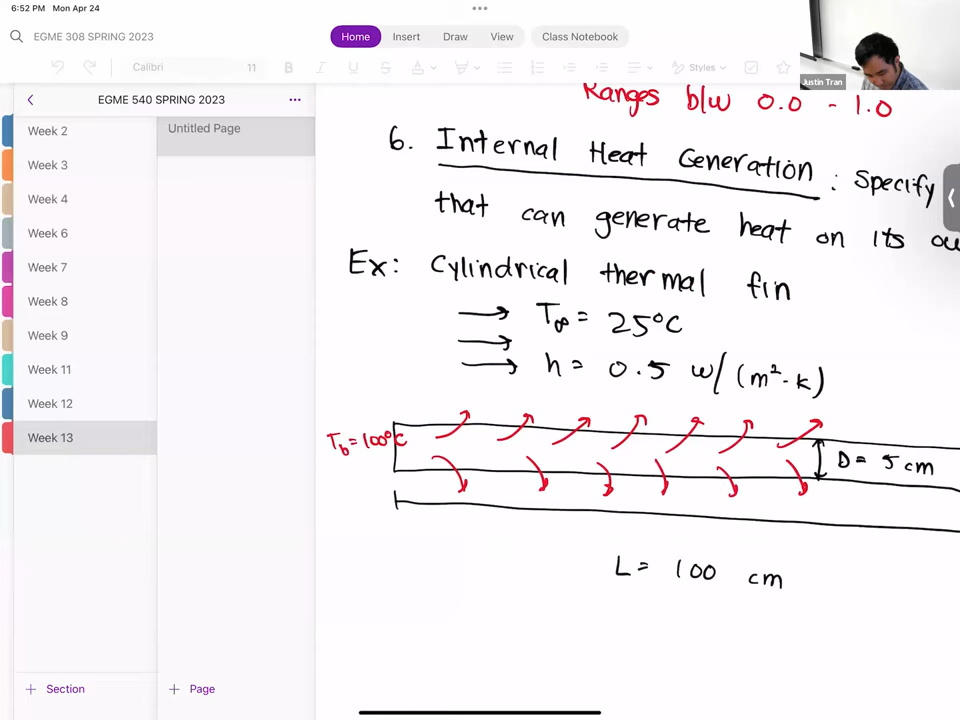 6:52 PM Mon Apr 24
EGME 308 SPRING 2023
Home
Insert
Draw
View
Class Notebook
Calibri
11
B
I
U
S
A
Styles
Justin Tran
EGME 540 SPRING 2023
Week 2
Week 3
Week 4
Week 6
Week 7
Week 8
Week 9
Week 11
Week 12
Week 13
+ Section
Untitled Page
+ Page
Ranges b/w 0.0 - 1.0
6. Internal Heat Generation : Specify
that can generate heat on its
Ex: Cylindrical thermal fin
T∞ = 25°C
h = 0.5 W/(m²-K)
T_b = 100°C
D = 5 cm
L = 100 cm